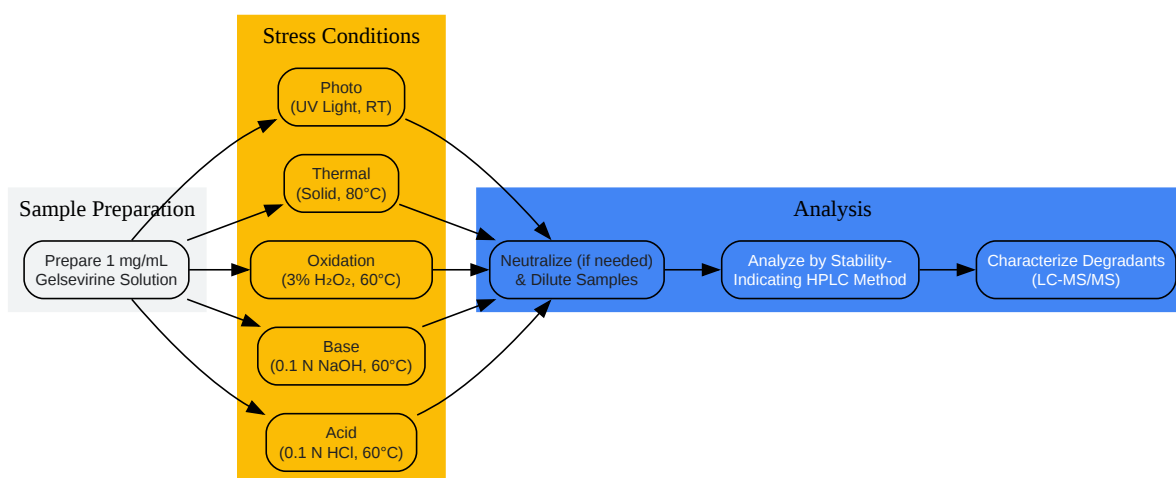 Stress Conditions
Photo
(UV Light, RT)
Thermal
(Solid, 80°C)
Sample Preparation
Analysis
Prepare 1 mg/mL
Gelsevirine Solution
Oxidation
(3% H₂O₂, 60°C)
Neutralize (if needed)
& Dilute Samples
Analyze by Stability-
Indicating HPLC Method
Characterize Degradants
(LC-MS/MS)
Base
(0.1 N NaOH, 60°C)
Acid
(0.1 N HCl, 60°C)